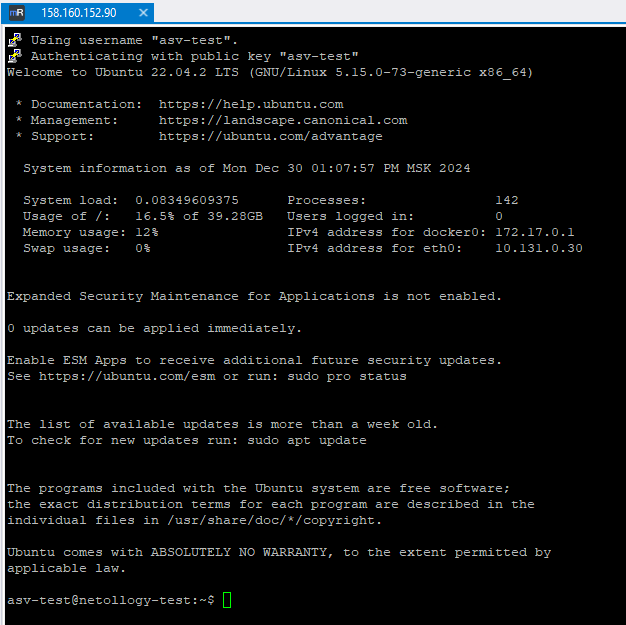 mR 158.160.152.90
Using username "asv-test".
Authenticating with public key "asv-test"
Welcome to Ubuntu 22.04.2 LTS (GNU/Linux 5.15.0-73-generic x86_64)
* Documentation: https://help.ubuntu.com
* Management: https://landscape.canonical.com
* Support: https://ubuntu.com/advantage
System information as of Mon Dec 30 01:07:57 PM MSK 2024
System load: 0.08349609375 Processes: 142
Usage of /: 16.5% of 39.28GB Users logged in: 0
Memory usage: 12% IPv4 address for docker0: 172.17.0.1
Swap usage: 0% IPv4 address for eth0: 10.131.0.30
Expanded Security Maintenance for Applications is not enabled.
0 updates can be applied immediately.
Enable ESM Apps to receive additional future security updates.
See https://ubuntu.com/esm or run: sudo pro status
The list of available updates is more than a week old.
To check for new updates run: sudo apt update
The programs included with the Ubuntu system are free software;
the exact distribution terms for each program are described in the
individual files in /usr/share/doc/*/copyright.
Ubuntu comes with ABSOLUTELY NO WARRANTY, to the extent permitted by
applicable law.
asv-test@netollogy-test:~$